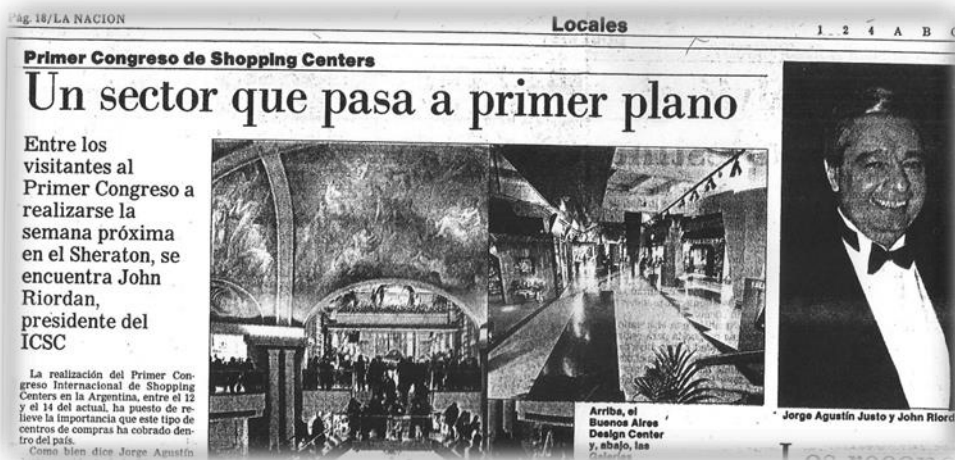 Pág. 18/LA NACION
Locales
1 2 4 A B
Primer Congreso de Shopping Centers
Un sector que pasa a primer plano
Entre los
visitantes al
Primer Congreso a
realizarse la
semana próxima
en el Sheraton, se
encuentra John
Riordan,
presidente del
ICSC
La realización del Primer Con-
greso Internacional de Shopping
Centers en la Argentina, entre el 12
y el 14 del actual, ha puesto de re-
lieve la importancia que este tipo de
centros de compras ha cobrado den-
tro del país.
Como bien dice Jorge Agustín
Arriba, el
Buenos Aires
Design Center
y, abajo, las
Galerías
Jorge Agustín Justo y John Riord